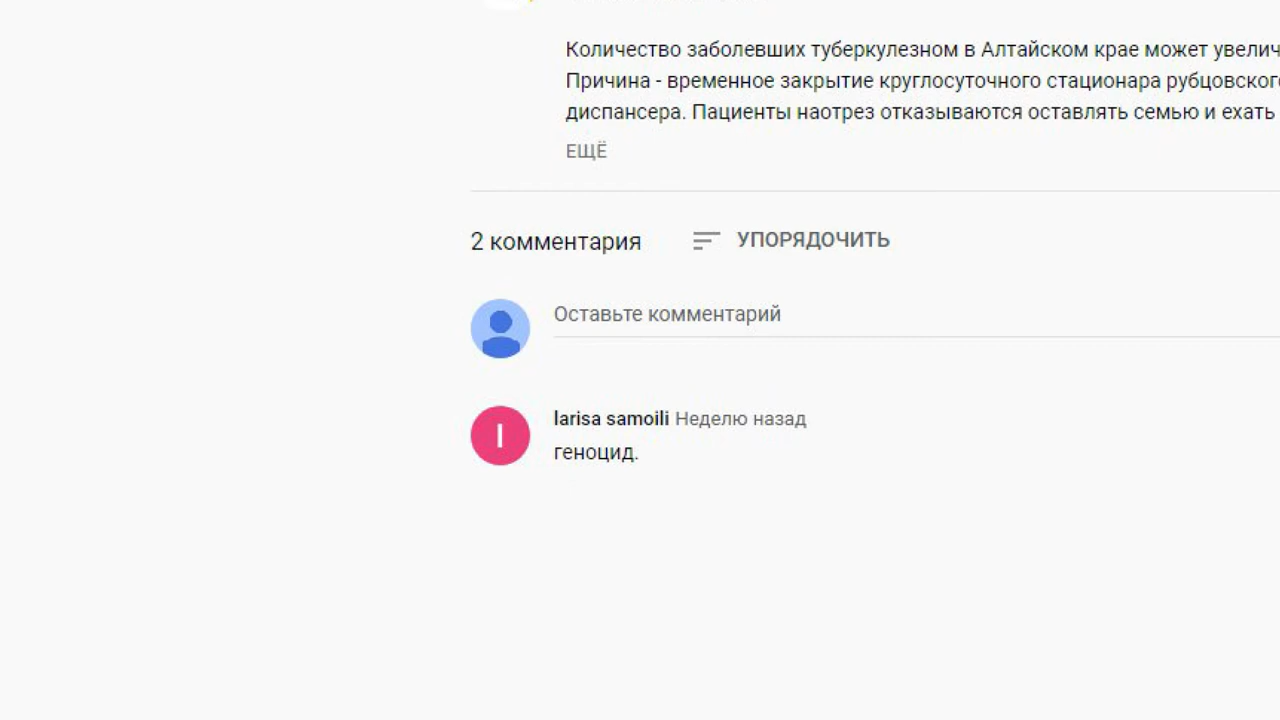 Количество заболевших туберкулезном в Алтайском крае может увелич
Причина - временное закрытие круглосуточного стационара рубцовског
диспансера. Пациенты наотрез отказываются оставлять семью и ехать
ЕЩЁ
2 комментария УПОРЯДОЧИТЬ
Оставьте комментарий
larisa samoili Неделю назад
геноцид.